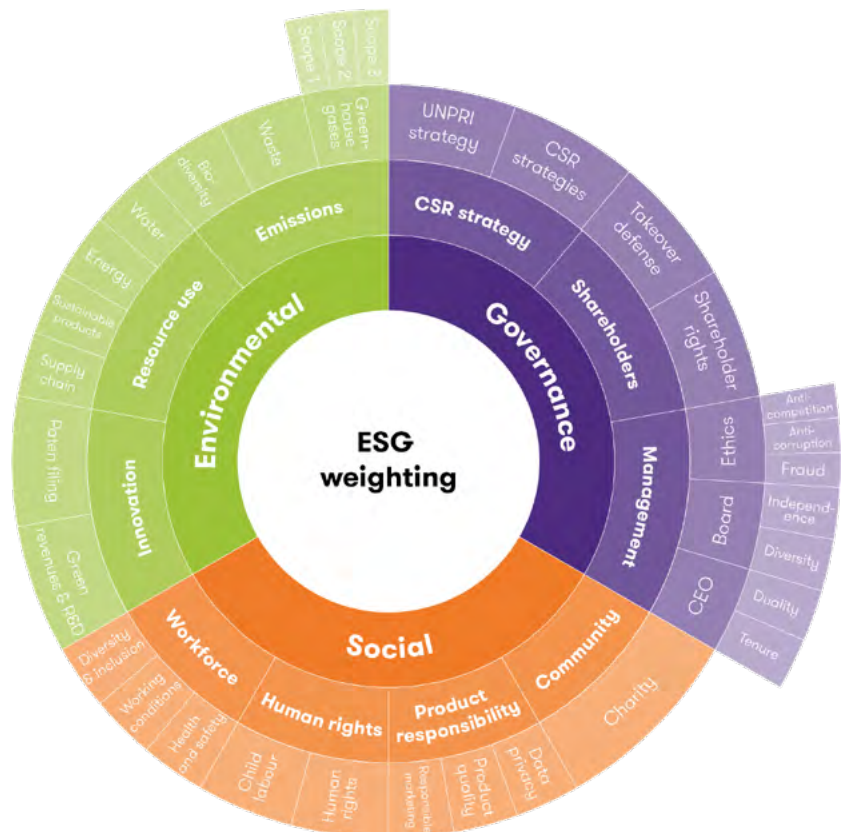 ESG
weighting
Environmental
Emissions
Green-
house
gases
Scope 1
Scope 2
Scope 3
Waste
Bio-
diversity
Resource use
Water
Energy
Sustainable
products
Supply
chain
Innovation
Paten filing
Green
revenues & R&D
Governance
CSR strategy
UNPRI
strategy
CSR
strategies
Shareholders
Takeover
defense
Shareholder
rights
Management
Ethics
Anti-
competition
Anti-
corruption
Fraud
Board
Independ-
ence
Diversity
CEO
Duality
Tenure
Social
Workforce
Diversity
& inclusion
Working
conditions
Health
and safety
Human rights
Child
labour
Human
rights
Product
responsibility
Responsible
marketing
Product
quality
Data
privacy
Community
Charity